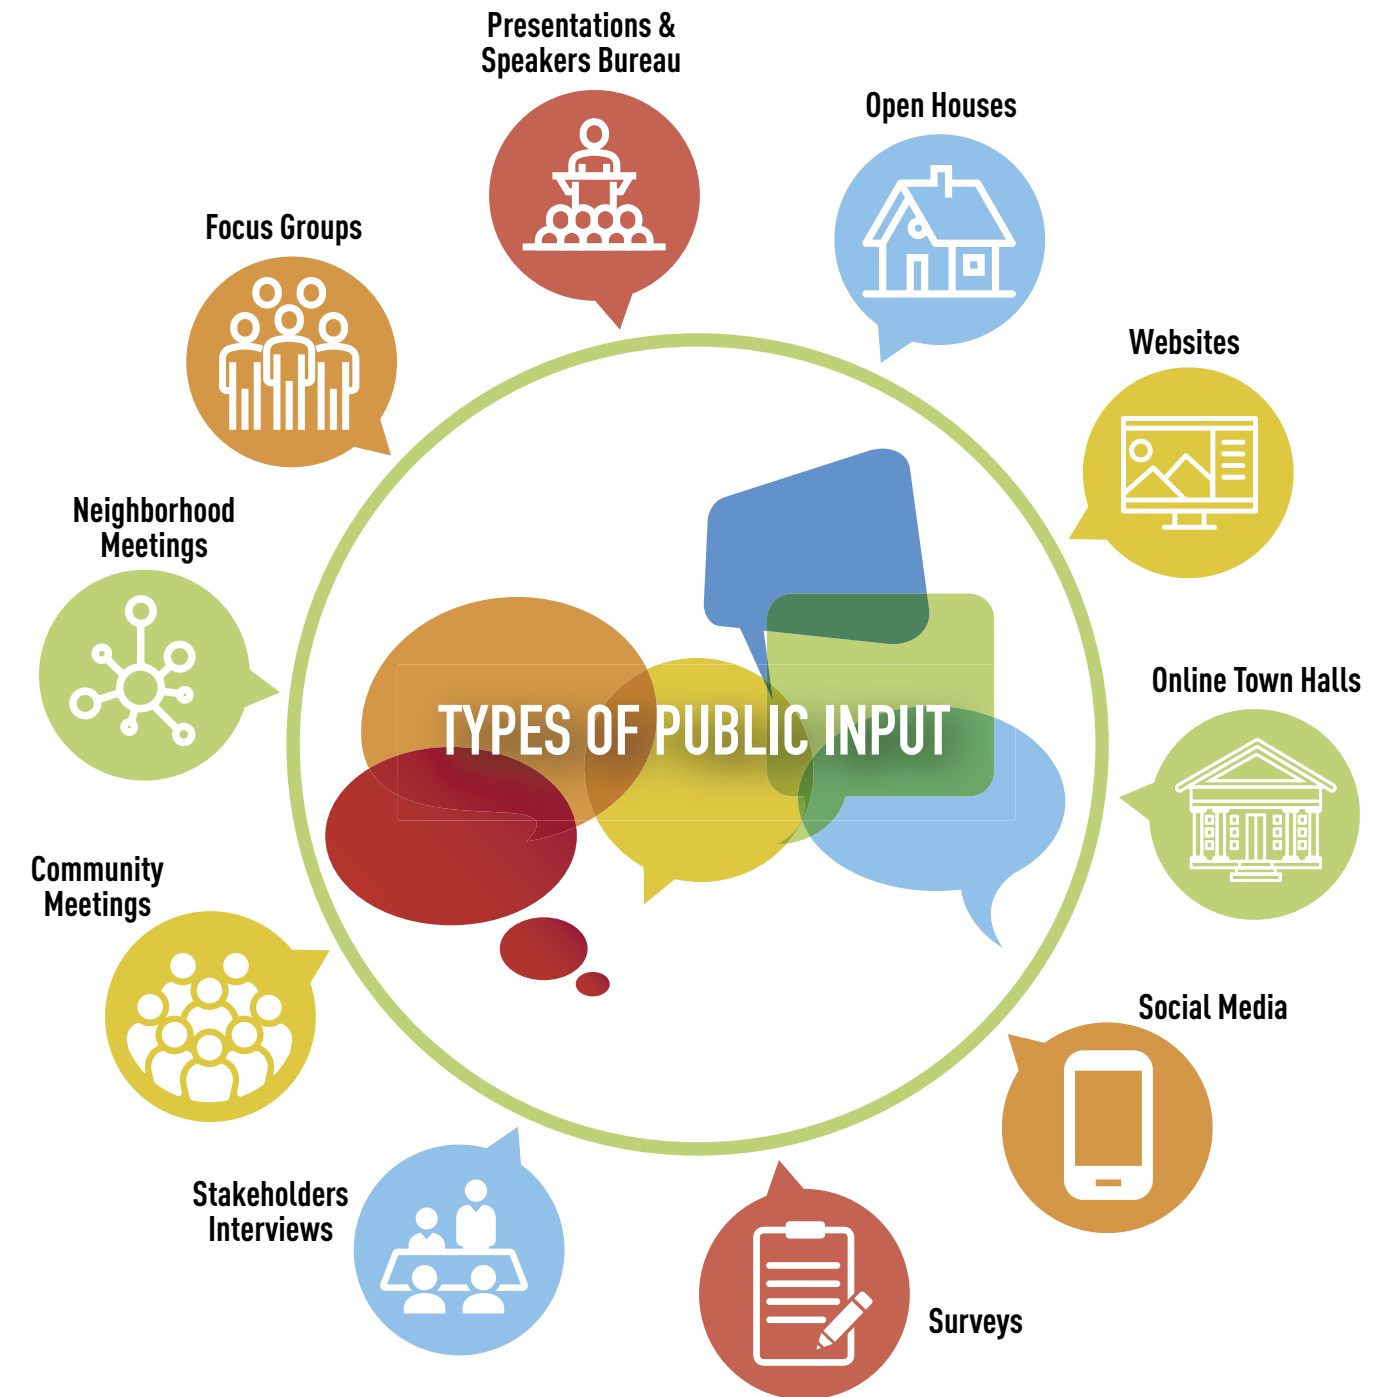 Presentations &
Speakers Bureau
Open Houses
Focus Groups
Websites
Neighborhood
Meetings
Online Town Halls
TYPES OF PUBLIC INPUT
Community
Meetings
Social Media
Stakeholders
Interviews
Surveys